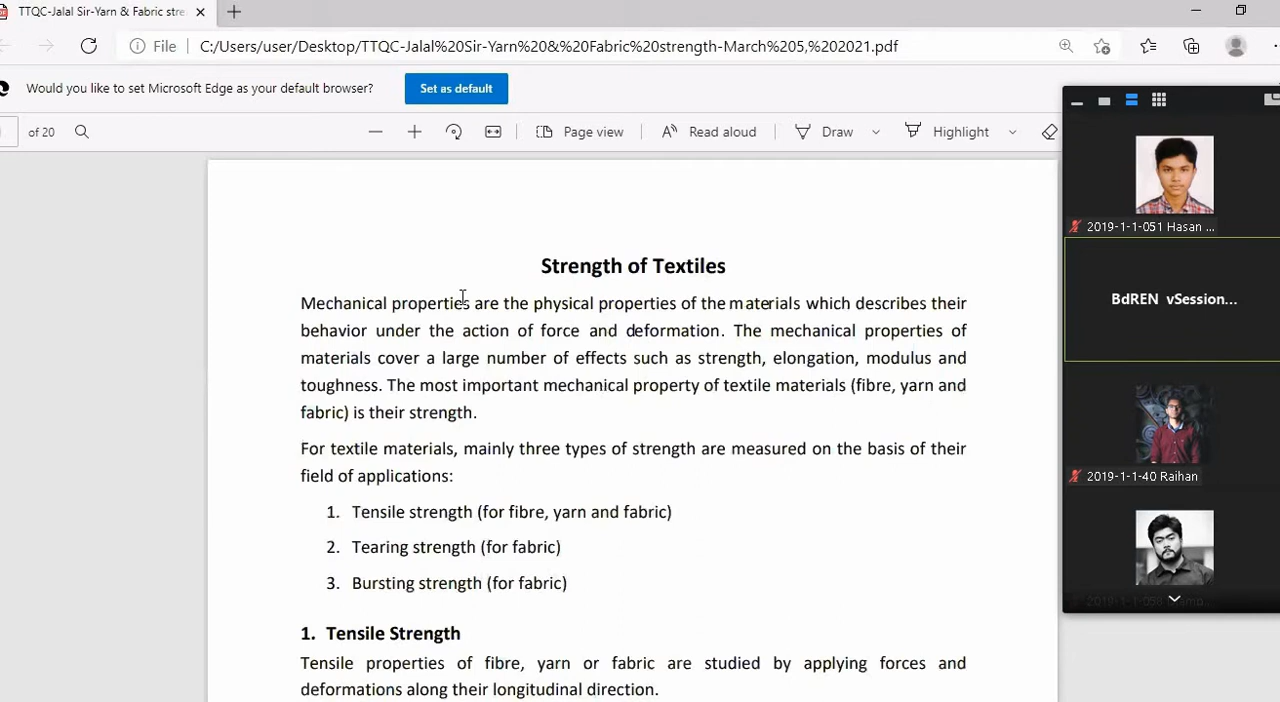 TTQC-Jalal Sir-Yarn & Fabric stre
File
C:/Users/user/Desktop/TTQC-Jalal%20Sir-Yarn%20&%20Fabric%20strength-March%205,%202021.pdf
Would you like to set Microsoft Edge as your default browser?
Set as default
of 20
Page view
Read aloud
Draw
Highlight
Strength of Textiles
Mechanical properties are the physical properties of the materials which describes their
behavior under the action of force and deformation. The mechanical properties of
materials cover a large number of effects such as strength, elongation, modulus and
toughness. The most important mechanical property of textile materials (fibre, yarn and
fabric) is their strength.
For textile materials, mainly three types of strength are measured on the basis of their
field of applications:
1. Tensile strength (for fibre, yarn and fabric)
2. Tearing strength (for fabric)
3. Bursting strength (for fabric)
1. Tensile Strength
Tensile properties of fibre, yarn or fabric are studied by applying forces and
deformations along their longitudinal direction.
2019-1-1-051 Hasan ...
BdREN vSession...
2019-1-1-40 Raihan